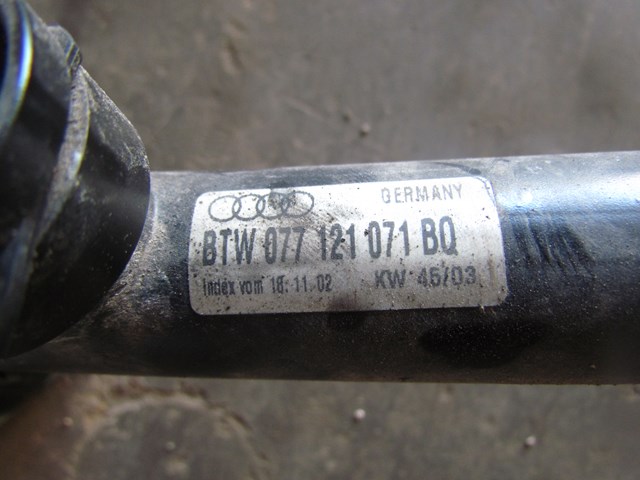 GERMANY
BTW 077 121 071 BQ
Index vom 18.11.02 KW 45/03